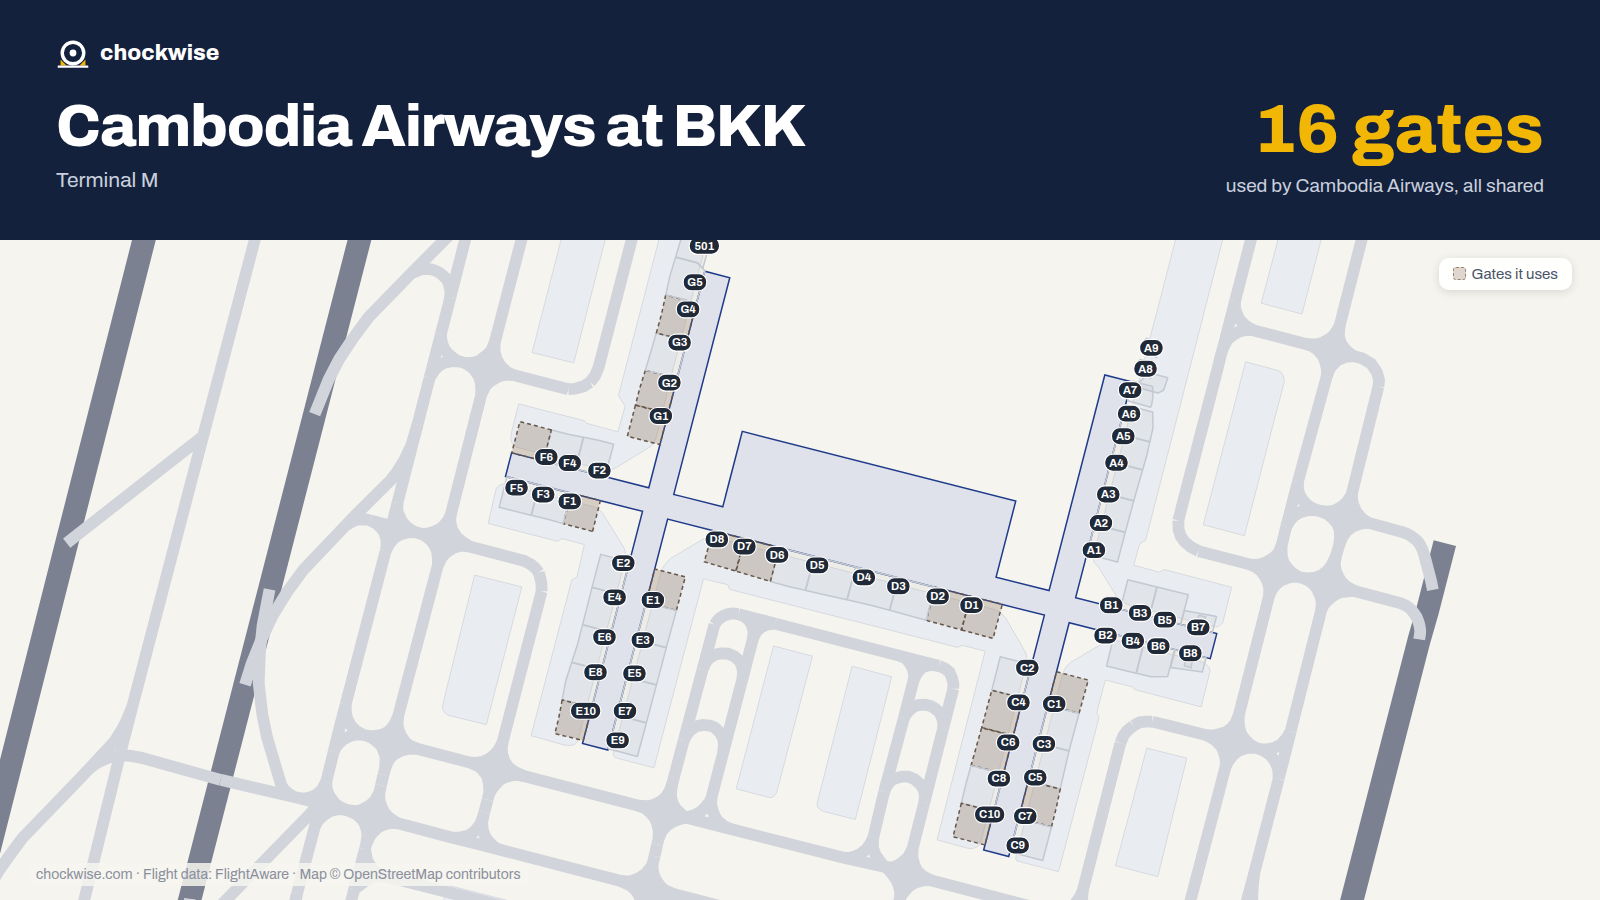 chockwise
Cambodia Airways at BKK
Terminal M
16 gates
used by Cambodia Airways, all shared
Gates it uses
501
G5
G4
G3
G2
G1
F6
F4
F2
F5
F3
F1
E2
E4
E1
E6
E3
E8
E5
E10
E7
E9
D8
D7
D6
D5
D4
D3
D2
D1
A9
A8
A7
A6
A5
A4
A3
A2
A1
B1
B3
B5
B7
B2
B4
B6
B8
C2
C4
C1
C6
C3
C8
C5
C10
C7
C9
chockwise.com · Flight data: FlightAware · Map © OpenStreetMap contributors